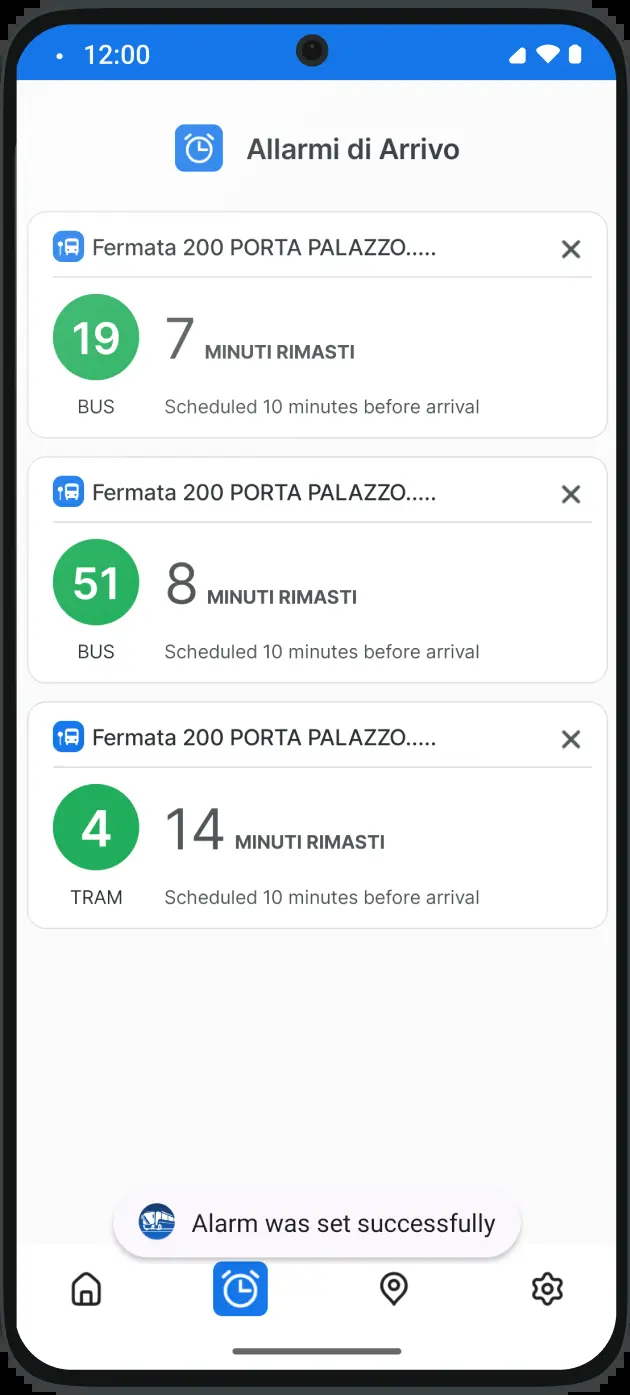 12:00
Allarmi di Arrivo
Fermata 200 PORTA PALAZZO.....
19
7 MINUTI RIMASTI
BUS
Scheduled 10 minutes before arrival
Fermata 200 PORTA PALAZZO.....
51
8 MINUTI RIMASTI
BUS
Scheduled 10 minutes before arrival
Fermata 200 PORTA PALAZZO.....
4
14 MINUTI RIMASTI
TRAM
Scheduled 10 minutes before arrival
Alarm was set successfully